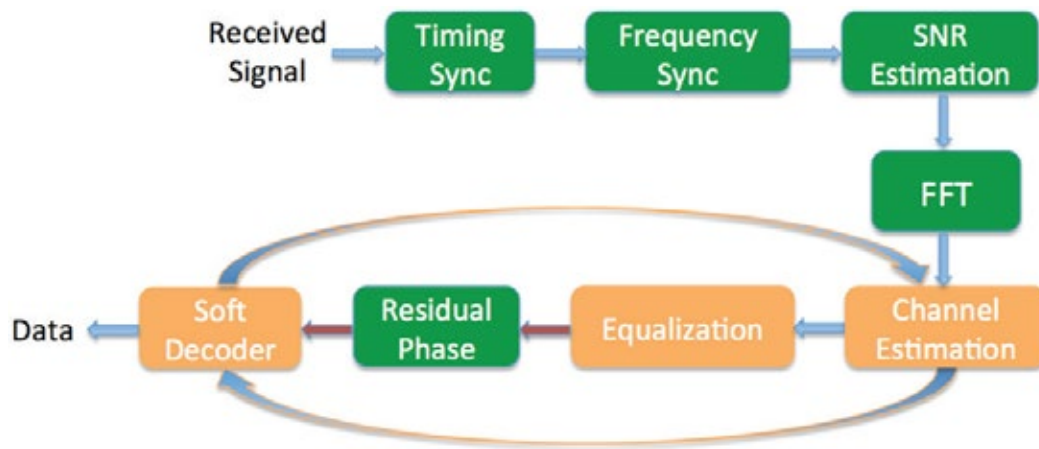 Received
Signal
Timing
Sync
Frequency
Sync
SNR
Estimation
FFT
Channel
Estimation
Equalization
Residual
Phase
Soft
Decoder
Data